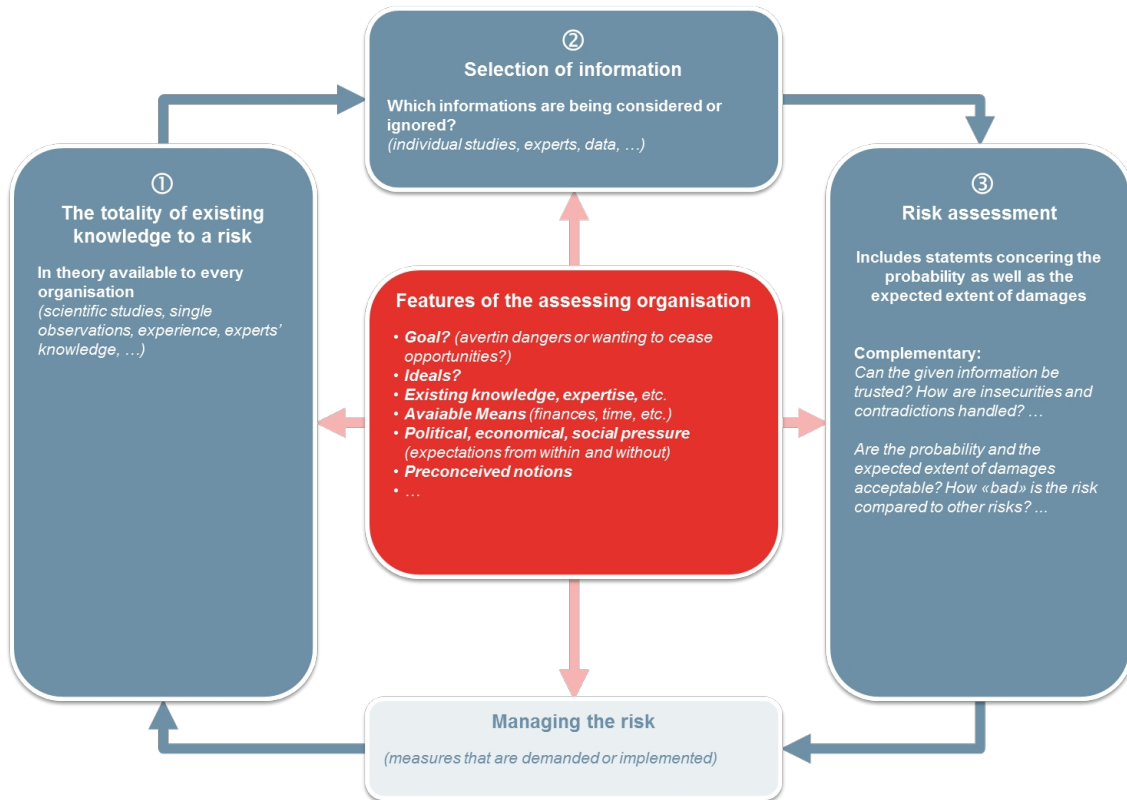 ②
Selection of information
Which informations are being considered or
ignored?
(individual studies, experts, data, …)
①
The totality of existing
knowledge to a risk
In theory available to every
organisation
(scientific studies, single
observations, experience, experts’
knowledge, …)
Features of the assessing organisation
• Goal? (avertin dangers or wanting to cease
opportunities?)
• Ideals?
• Existing knowledge, expertise, etc.
• Avaiable Means (finances, time, etc.)
• Political, economical, social pressure
(expectations from within and without)
• Preconceived notions
• …
③
Risk assessment
Includes statemts concering the
probability as well as the
expected extent of damages
Complementary:
Can the given information be
trusted? How are insecurities and
contradictions handled? …
Are the probability and the
expected extent of damages
acceptable? How «bad» is the risk
compared to other risks? ...
Managing the risk
(measures that are demanded or implemented)